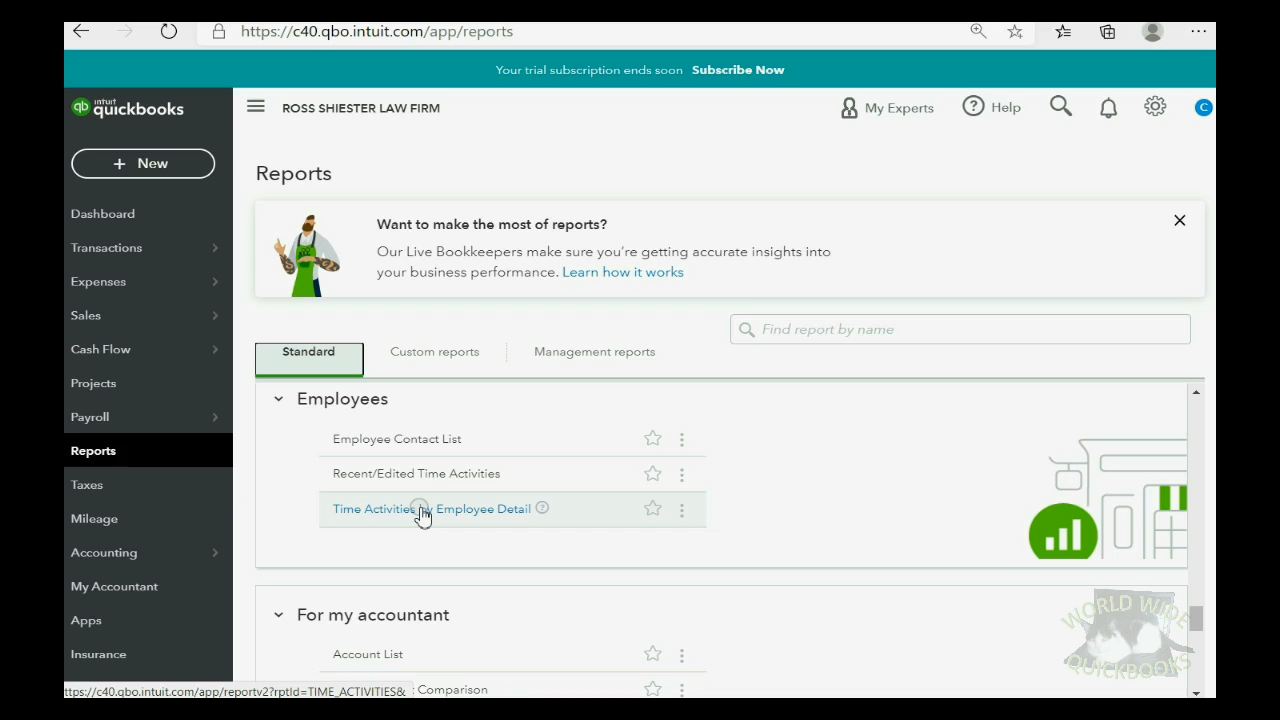 https://c40.qbo.intuit.com/app/reports
Your trial subscription ends soon Subscribe Now
qb intuit quickbooks
ROSS SHIESTER LAW FIRM
My Experts
Help
C
+ New
Dashboard
Transactions
Expenses
Sales
Cash Flow
Projects
Payroll
Reports
Taxes
Mileage
Accounting
My Accountant
Apps
Insurance
Reports
Want to make the most of reports?
Our Live Bookkeepers make sure you're getting accurate insights into
your business performance. Learn how it works
Find report by name
Standard
Custom reports
Management reports
Employees
Employee Contact List
Recent/Edited Time Activities
Time Activities by Employee Detail ?
For my accountant
Account List
Comparison
WORLD WIDE
QUICKBOOKS
ttps://c40.qbo.intuit.com/app/reportv2?rptId=TIME_ACTIVITIES&